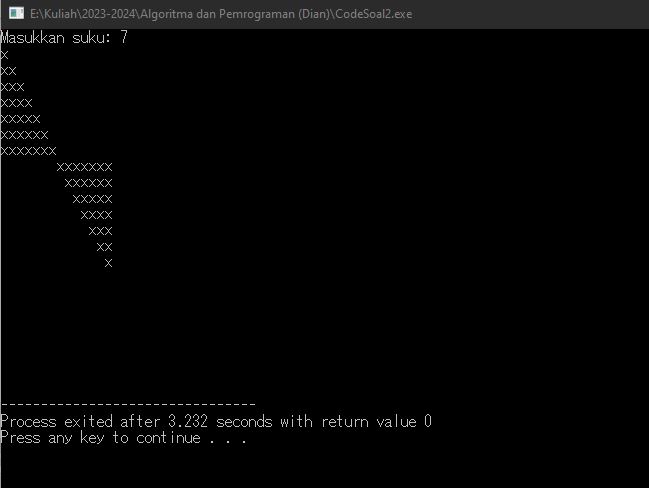 E:\Kuliah\2023-2024\Algoritma dan Pemrograman (Dian)\CodeSoal2.exe
Masukkan suku: 7
x
xx
xxx
xxxx
xxxxx
xxxxxx
xxxxxxx
       xxxxxxx
        xxxxxx
         xxxxx
          xxxx
           xxx
            xx
             x
--------------------------------
Process exited after 3.232 seconds with return value 0
Press any key to continue . . .